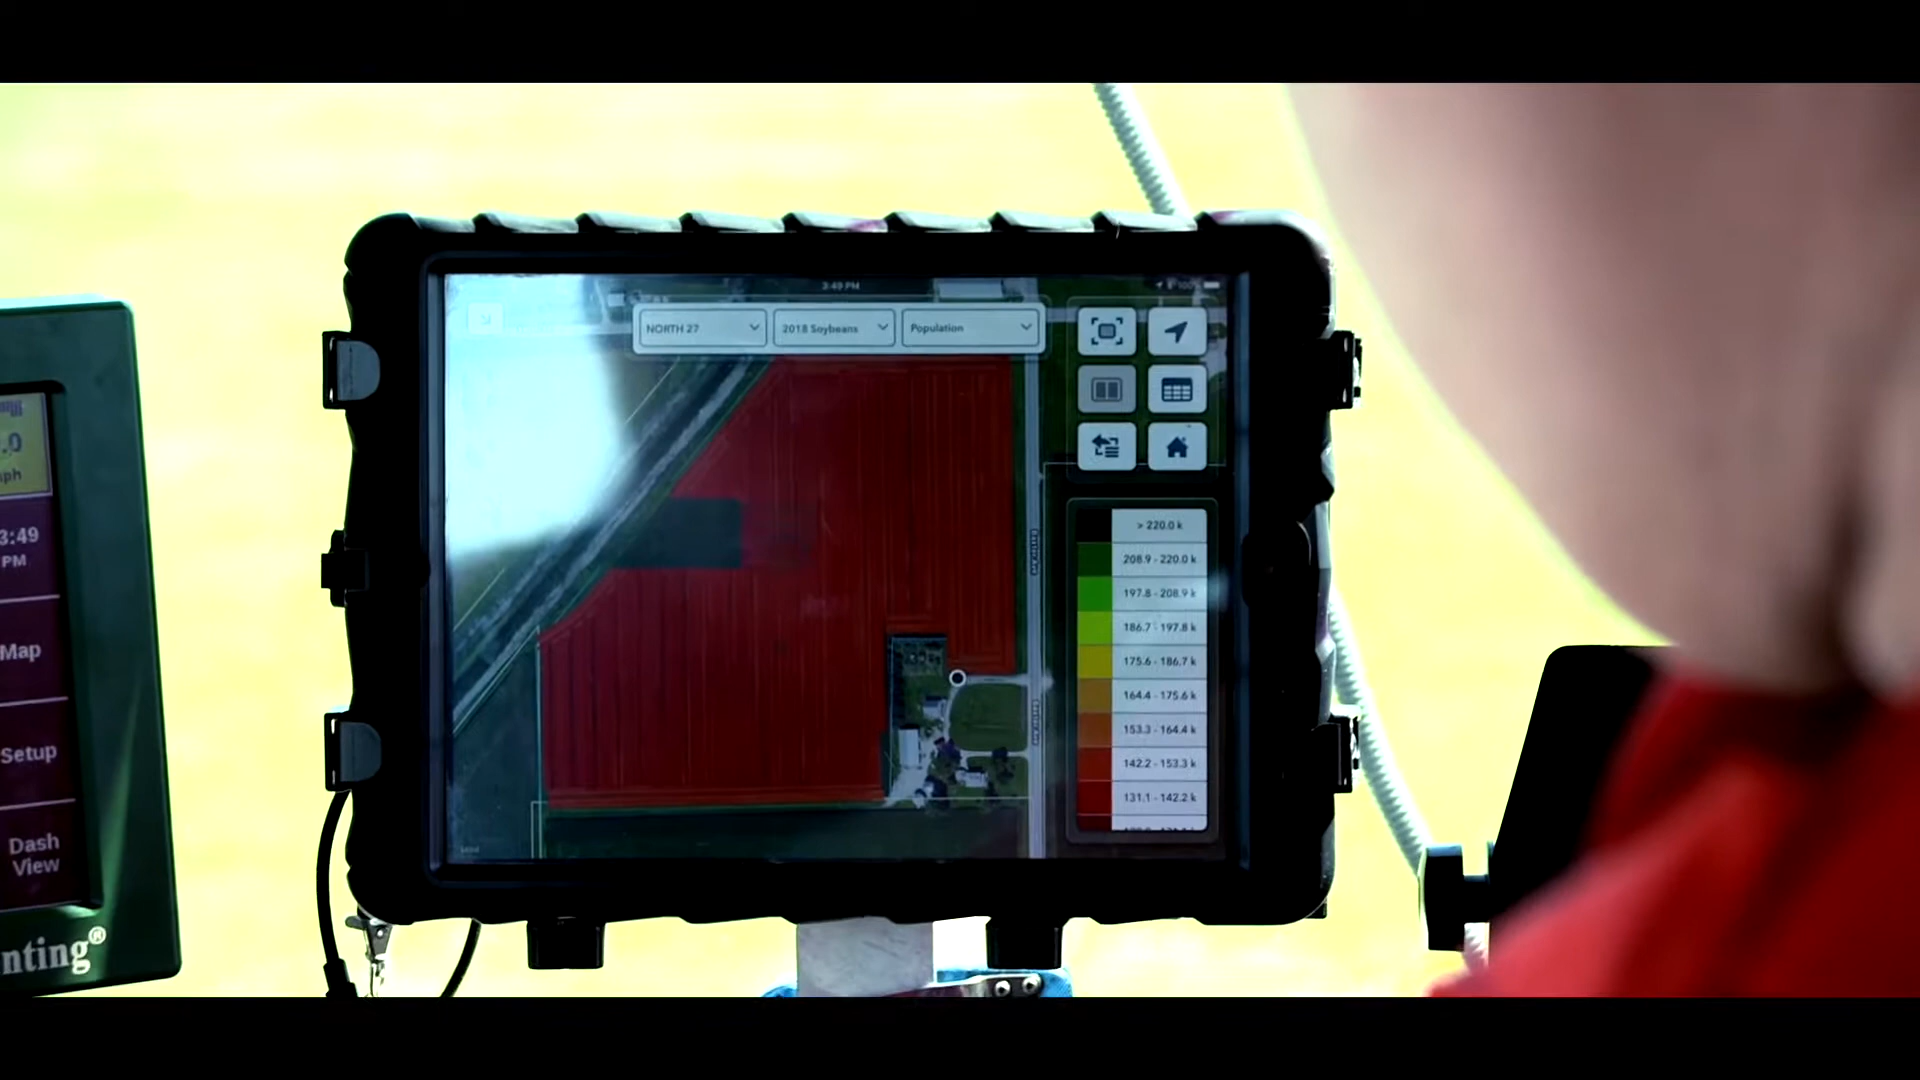 3:49 PM
100%
NORTH 27
2018 Soybeans
Population
> 220.0 k
208.9 - 220.0 k
197.8 - 208.9 k
186.7 - 197.8 k
175.6 - 186.7 k
164.4 - 175.6 k
153.3 - 164.4 k
142.2 - 153.3 k
131.1 - 142.2 k
.0
ph
3:49
PM
Map
Setup
Dash
View
nting®